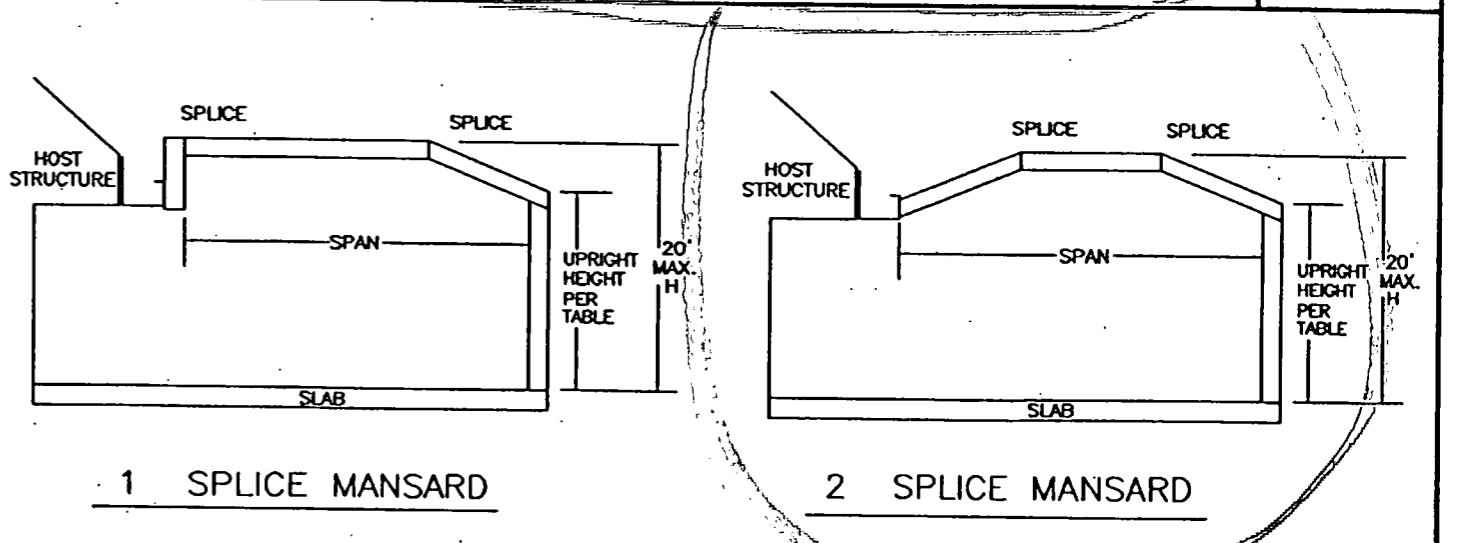 SPLICE
SPLICE
HOST
STRUCTURE
SPAN
UPRIGHT
HEIGHT
PER
TABLE
20'
MAX.
H
SLAB
1 SPLICE MANSARD
SPLICE
SPLICE
HOST
STRUCTURE
SPAN
UPRIGHT
HEIGHT
PER
TABLE
20'
MAX.
H
SLAB
2 SPLICE MANSARD